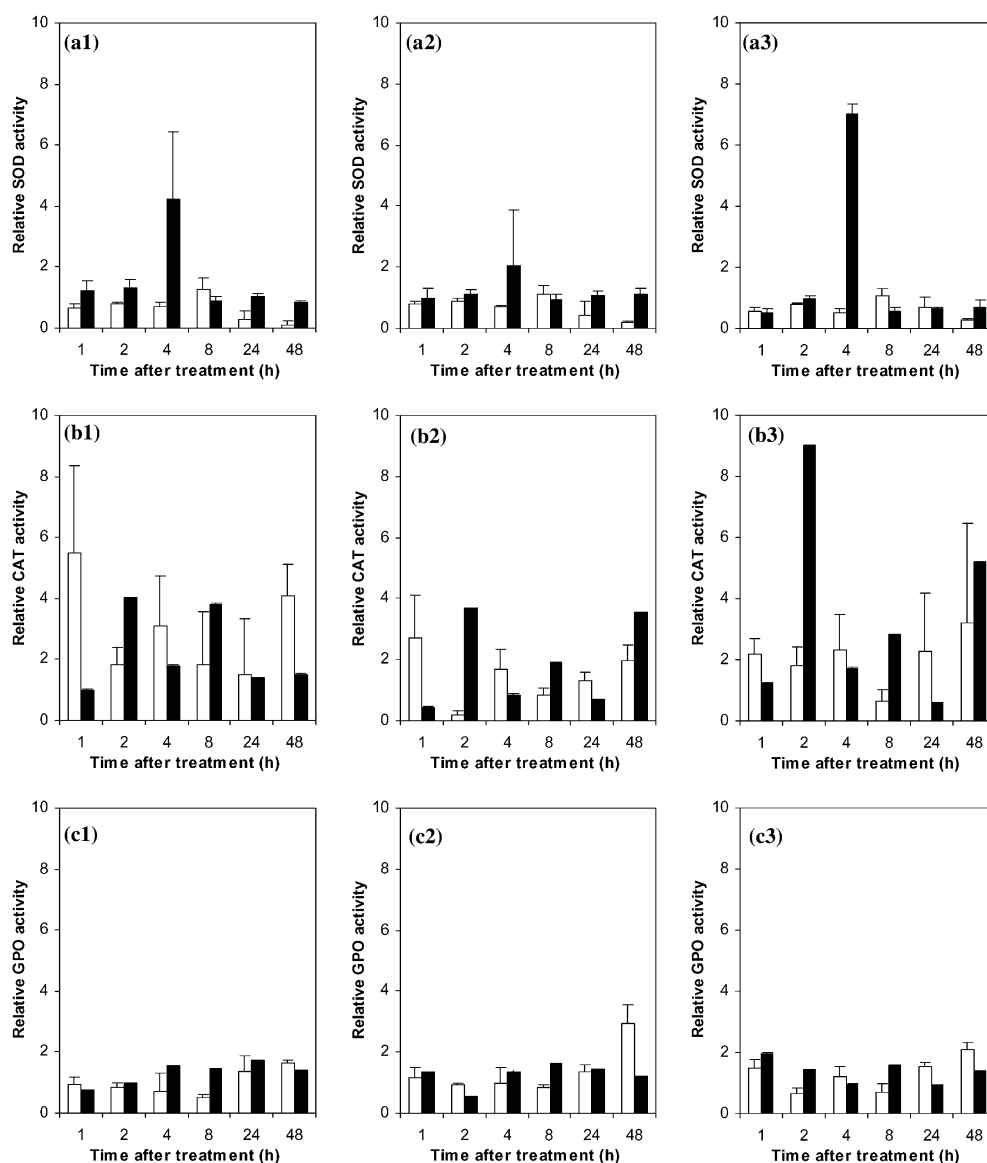 (a1)
Relative SOD activity
10
8
6
4
2
0
1 2 4 8 24 48
Time after treatment (h)
(a2)
Relative SOD activity
10
8
6
4
2
0
1 2 4 8 24 48
Time after treatment (h)
(a3)
Relative SOD activity
10
8
6
4
2
0
1 2 4 8 24 48
Time after treatment (h)
(b1)
Relative CAT activity
10
8
6
4
2
0
1 2 4 8 24 48
Time after treatment (h)
(b2)
Relative CAT activity
10
8
6
4
2
0
1 2 4 8 24 48
Time after treatment (h)
(b3)
Relative CAT activity
10
8
6
4
2
0
1 2 4 8 24 48
Time after treatment (h)
(c1)
Relative GPO activity
10
8
6
4
2
0
1 2 4 8 24 48
Time after treatment (h)
(c2)
Relative GPO activity
10
8
6
4
2
0
1 2 4 8 24 48
Time after treatment (h)
(c3)
Relative GPO activity
10
8
6
4
2
0
1 2 4 8 24 48
Time after treatment (h)